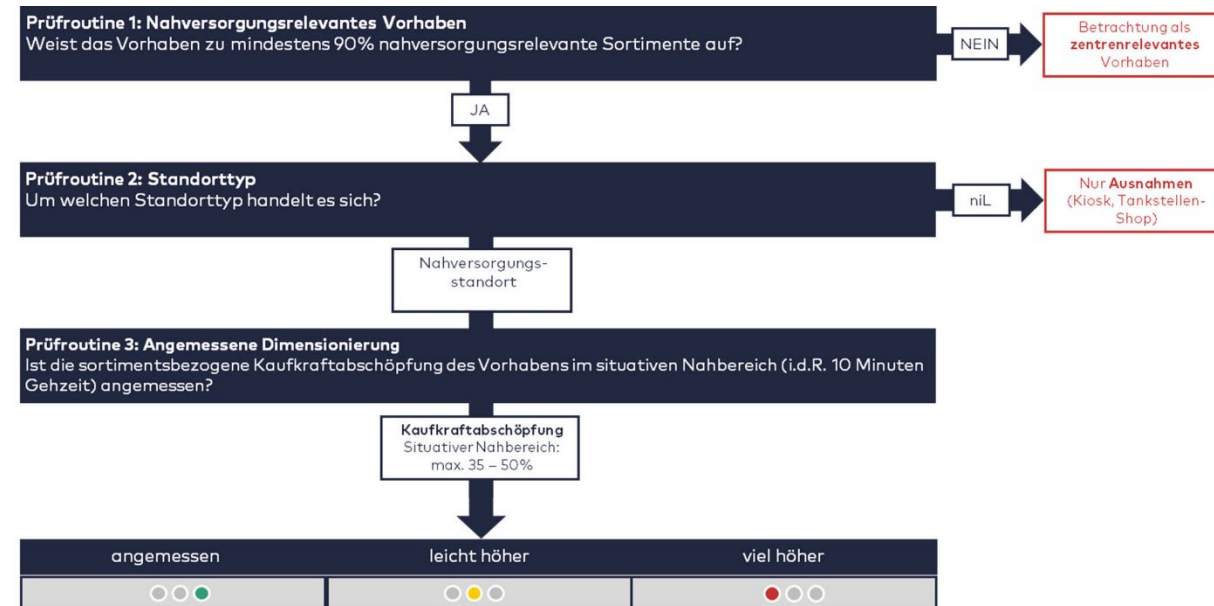 Prüfroutine 1: Nahversorgungsrelevantes Vorhaben
Weist das Vorhaben zu mindestens 90% nahversorgungsrelevante Sortimente auf?
NEIN
Betrachtung als
zentrenrelevantes
Vorhaben
JA
Prüfroutine 2: Standorttyp
Um welchen Standorttyp handelt es sich?
niL
Nur Ausnahmen
(Kiosk, Tankstellen-
Shop)
Nahversorgungs-
standort
Prüfroutine 3: Angemessene Dimensionierung
Ist die sortimentsbezogene Kaufkraftabschöpfung des Vorhabens im situativen Nahbereich (i.d.R. 10 Minuten
Gehzeit) angemessen?
Kaufkraftabschöpfung
Situativer Nahbereich:
max. 35 – 50%
angemessen
leicht höher
viel höher